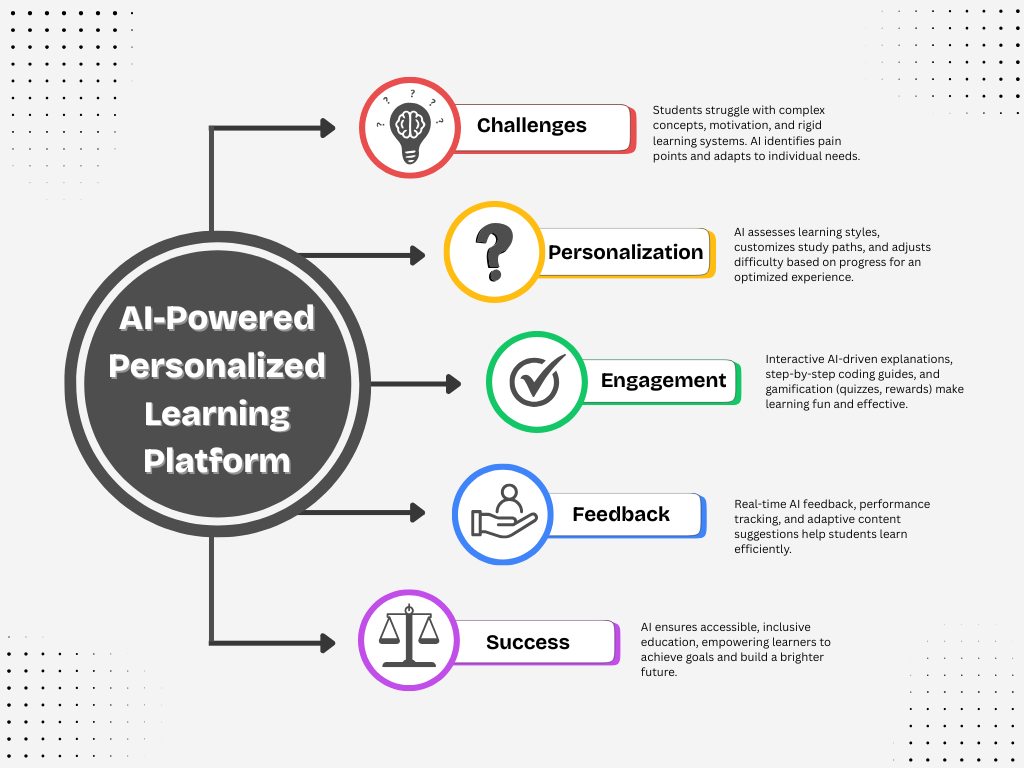 AI-Powered
Personalized
Learning
Platform
? ? ? ? ?
Challenges
Students struggle with complex
concepts, motivation, and rigid
learning systems. AI identifies pain
points and adapts to individual needs.
?
Personalization
AI assesses learning styles,
customizes study paths, and adjusts
difficulty based on progress for an
optimized experience.
Engagement
Interactive AI-driven explanations,
step-by-step coding guides, and
gamification (quizzes, rewards) make
learning fun and effective.
Feedback
Real-time AI feedback, performance
tracking, and adaptive content
suggestions help students learn
efficiently.
Success
AI ensures accessible, inclusive
education, empowering learners to
achieve goals and build a brighter
future.